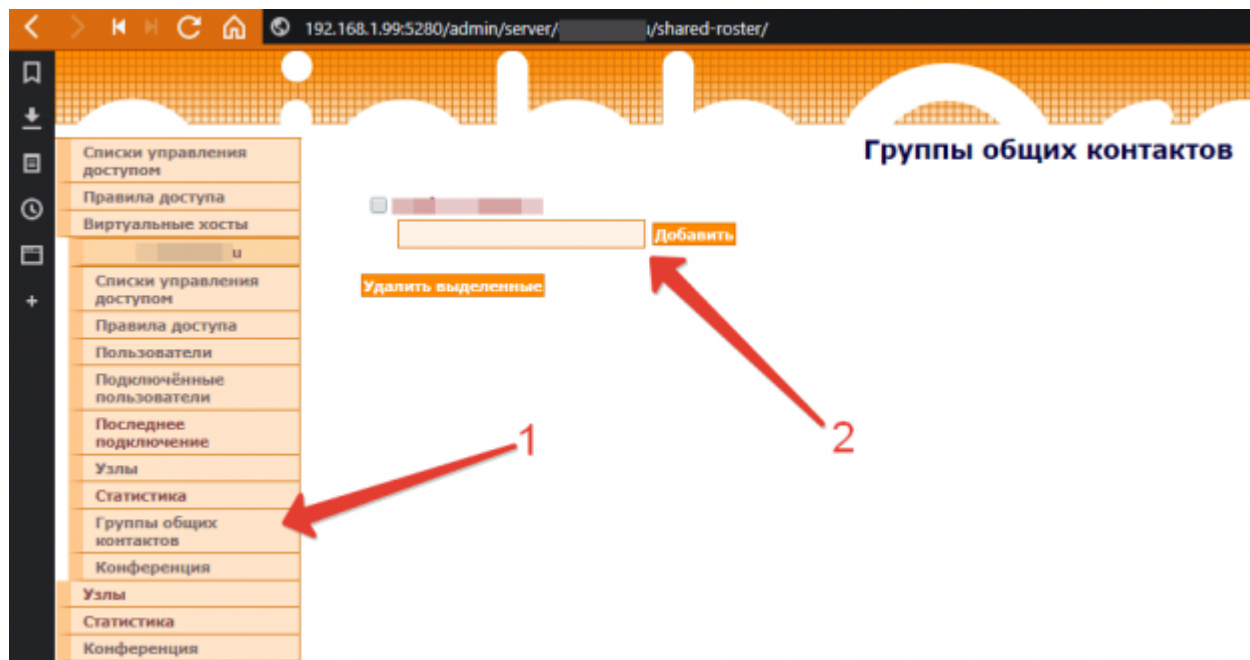 192.168.1.99:5280/admin/server/ /shared-roster/
Группы общих контактов
Списки управления
доступом
Правила доступа
Виртуальные хосты
u
Списки управления
доступом
Правила доступа
Пользователи
Подключённые
пользователи
Последнее
подключение
Узлы
Статистика
Группы общих
контактов
Конференция
Узлы
Статистика
Конференция
Добавить
Удалить выделенные
1
2